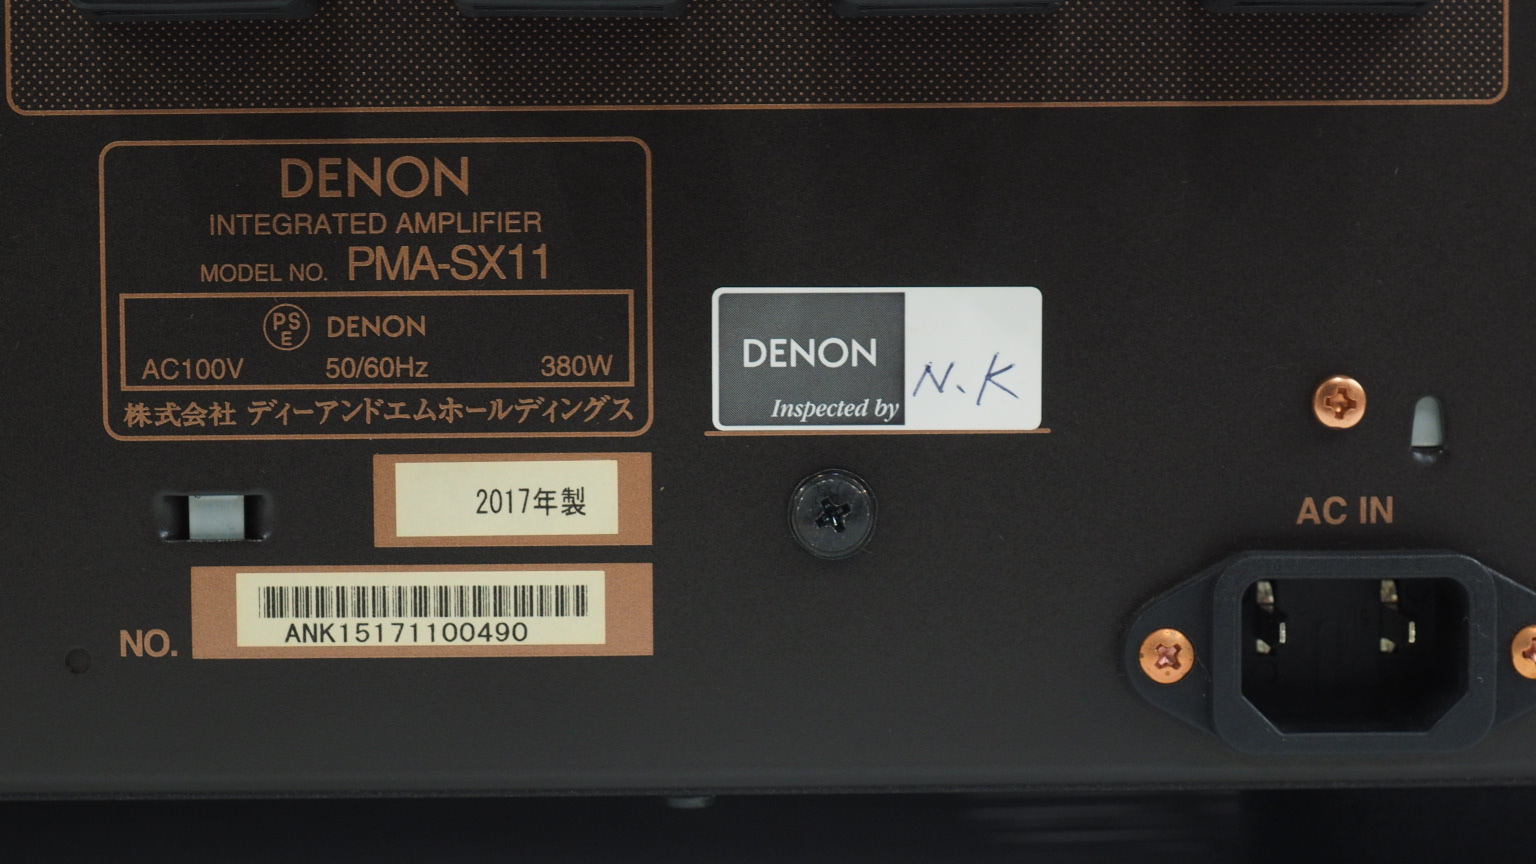 DENON
INTEGRATED AMPLIFIER
MODEL NO. PMA-SX11
PS
E
DENON
AC100V 50/60Hz 380W
株式会社 ディーアンドエムホールディングス
2017年製
NO.
ANK15171100490
DENON
Inspected by
N.K
AC IN